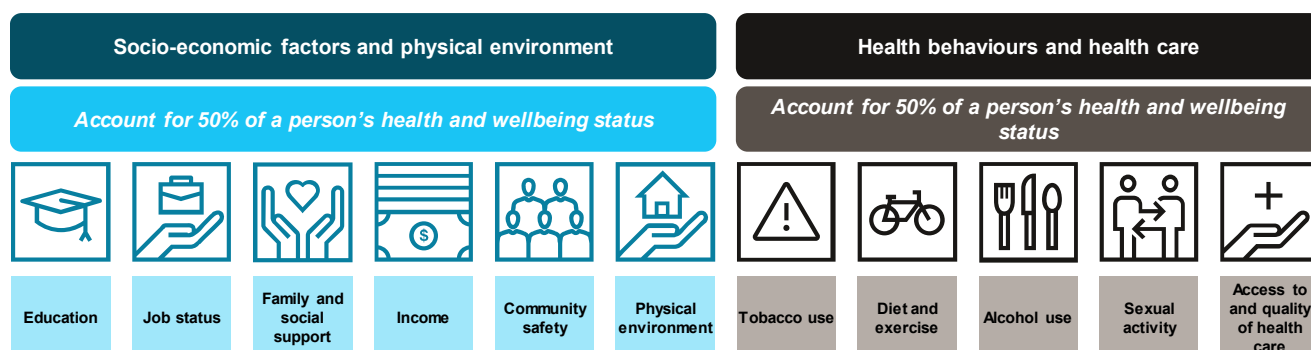 Socio-economic factors and physical environment
Health behaviours and health care
Account for 50% of a person's health and wellbeing status
Account for 50% of a person's health and wellbeing
status
$
Education
Job status
Family and
social
support
Income
Community
safety
Physical
environment
Tobacco use
Diet and
exercise
Alcohol use
Sexual
activity
Access to
and quality
of health
care